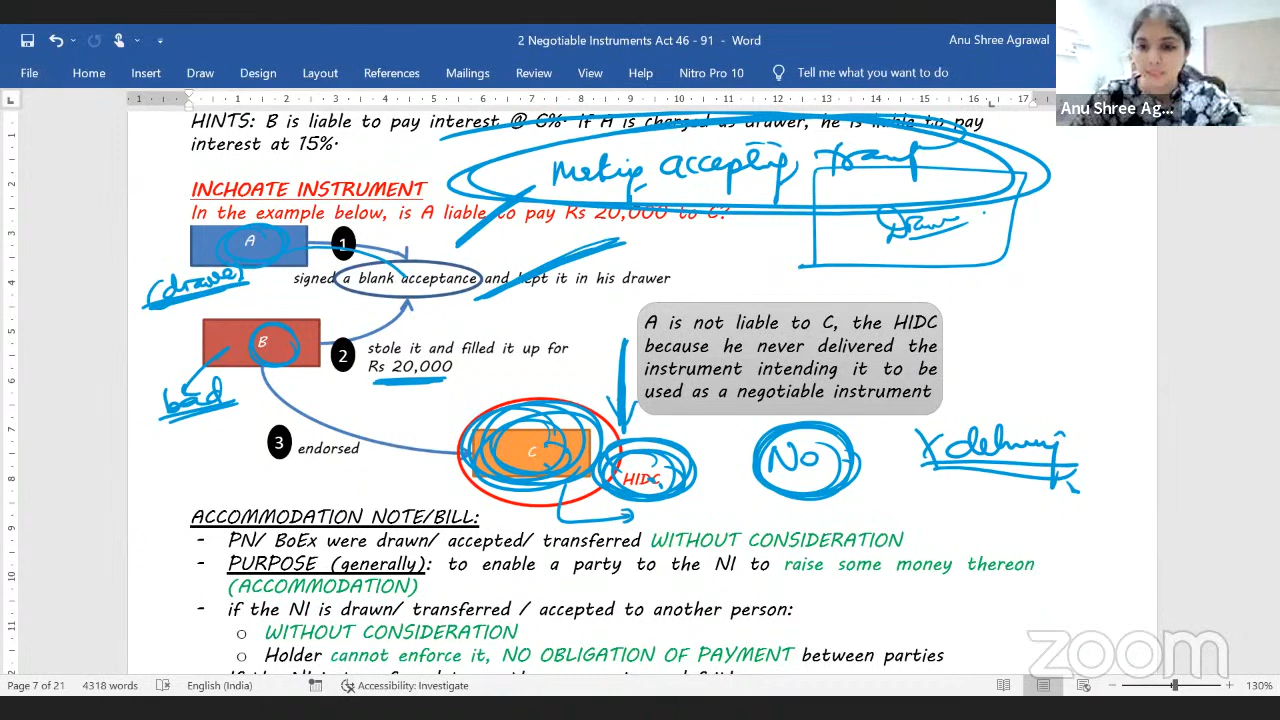 2 Negotiable Instruments Act 46 - 91 - Word
Anu Shree Agrawal
File Home Insert Draw Design Layout References Mailings Review View Help Nitro Pro 10 Tell me what you want to do
Anu Shree Ag...
HINTS: B is liable to pay interest @ 6%. If A is charged as drawer, he is liable to pay
interest at 15%.
Making accepting transf
INCHOATE INSTRUMENT
In the example below, is A liable to pay Rs 20,000 to C?
Drawer
A
1
signed a blank acceptance and kept it in his drawer
(drawer)
B
2
stole it and filled it up for
Rs 20,000
bad
A is not liable to C, the HIDC
because he never delivered the
instrument intending it to be
used as a negotiable instrument
3
endorsed
C
HIDC
NO
X delivery
ACCOMMODATION NOTE/BILL:
- PN/ BoEx were drawn/ accepted/ transferred WITHOUT CONSIDERATION
- PURPOSE (generally): to enable a party to the NI to raise some money thereon
(ACCOMMODATION)
- if the NI is drawn/ transferred / accepted to another person:
o WITHOUT CONSIDERATION
o Holder cannot enforce it, NO OBLIGATION OF PAYMENT between parties
zoom
Page 7 of 21 4318 words English (India) Accessibility: Investigate 130%